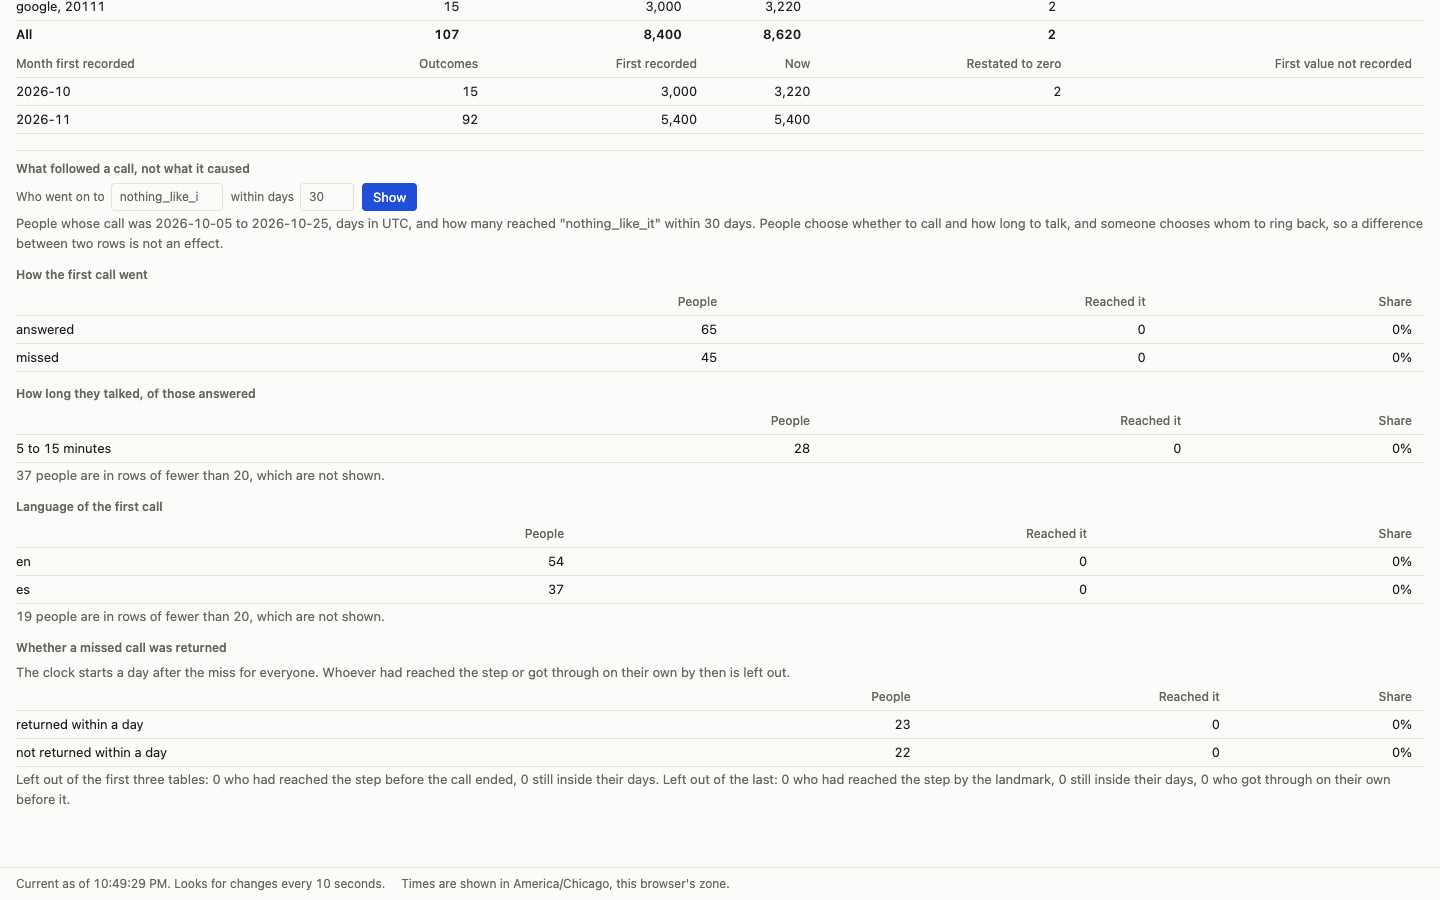 google, 20111 15 3,000 3,220 2
All 107 8,400 8,620 2
Month first recorded Outcomes First recorded Now Restated to zero First value not recorded
2026-10 15 3,000 3,220 2
2026-11 92 5,400 5,400
What followed a call, not what it caused
Who went on to nothing_like_i within days 30 Show
People whose call was 2026-10-05 to 2026-10-25, days in UTC, and how many reached "nothing_like_it" within 30 days. People choose whether to call and how long to talk, and someone chooses whom to ring back, so a difference
between two rows is not an effect.
How the first call went
People Reached it Share
answered 65 0 0%
missed 45 0 0%
How long they talked, of those answered
People Reached it Share
5 to 15 minutes 28 0 0%
37 people are in rows of fewer than 20, which are not shown.
Language of the first call
People Reached it Share
en 54 0 0%
es 37 0 0%
19 people are in rows of fewer than 20, which are not shown.
Whether a missed call was returned
The clock starts a day after the miss for everyone. Whoever had reached the step or got through on their own by then is left out.
People Reached it Share
returned within a day 23 0 0%
not returned within a day 22 0 0%
Left out of the first three tables: 0 who had reached the step before the call ended, 0 still inside their days. Left out of the last: 0 who had reached the step by the landmark, 0 still inside their days, 0 who got through on their own
before it.
Current as of 10:49:29 PM. Looks for changes every 10 seconds. Times are shown in America/Chicago, this browser's zone.